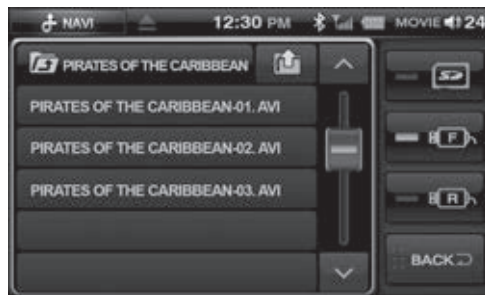 NAVI 12:30 PM MOVIE 24
PIRATES OF THE CARIBBEAN
PIRATES OF THE CARIBBEAN-01. AVI
PIRATES OF THE CARIBBEAN-02. AVI
PIRATES OF THE CARIBBEAN-03. AVI
F
R
BACK